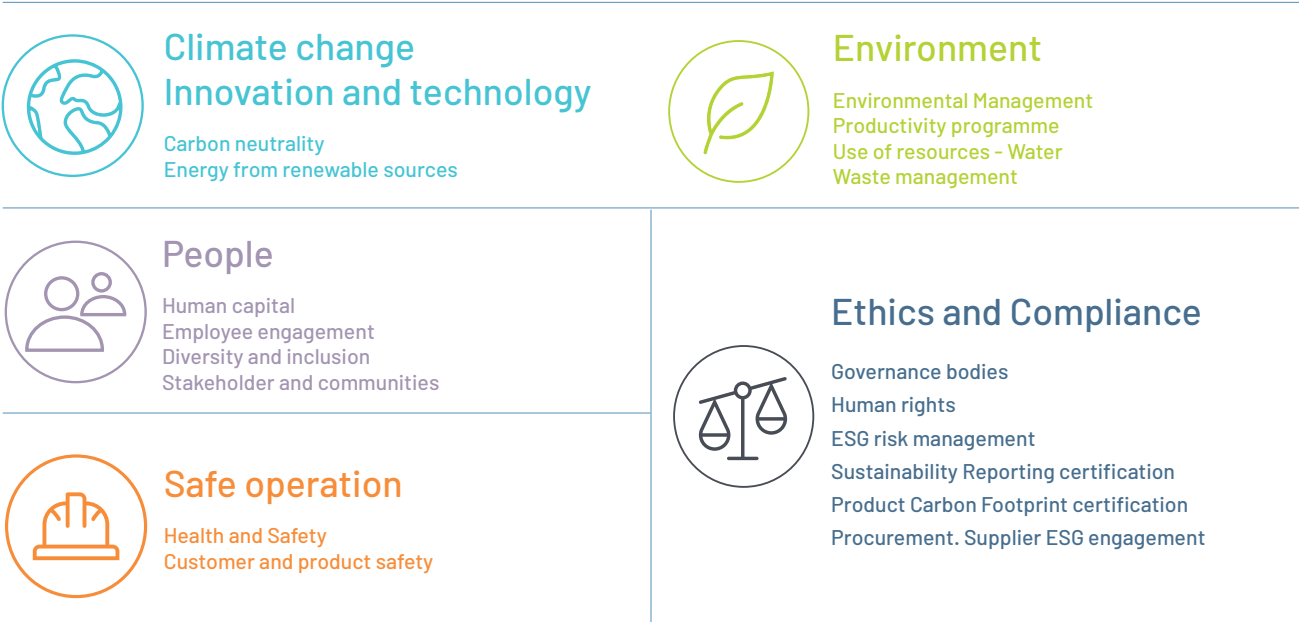 Climate change
Innovation and technology
Carbon neutrality
Energy from renewable sources
Environment
Environmental Management
Productivity programme
Use of resources - Water
Waste management
People
Human capital
Employee engagement
Diversity and inclusion
Stakeholder and communities
Safe operation
Health and Safety
Customer and product safety
Ethics and Compliance
Governance bodies
Human rights
ESG risk management
Sustainability Reporting certification
Product Carbon Footprint certification
Procurement. Supplier ESG engagement